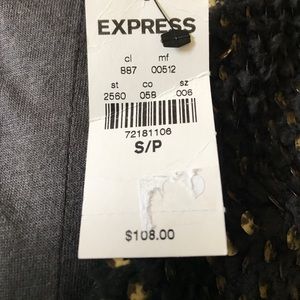 EXPRESS
cl mf
887 00512
st co sz
2560 058 006
72181106
S/P
$108.00